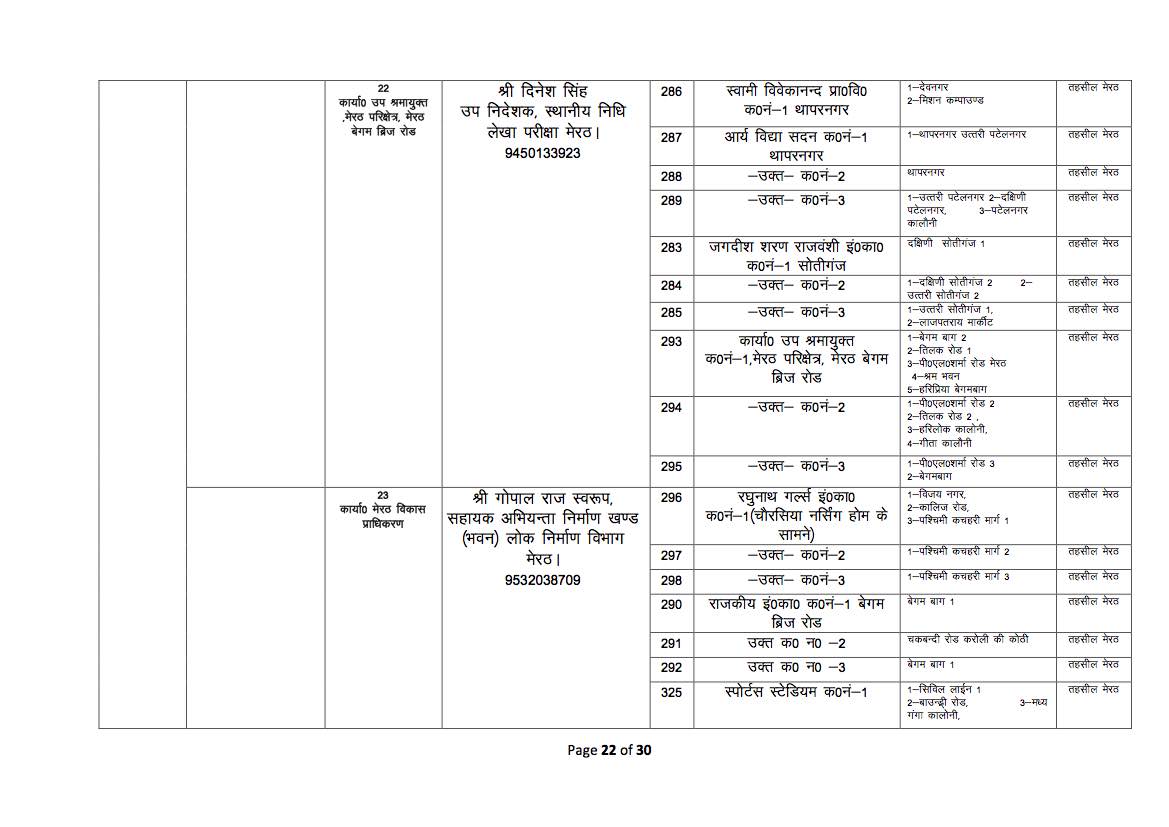 22
कार्या0 उप श्रमायुक्त
,मेरठ परिक्षेत्र, मेरठ
बेगम ब्रिज रोड
श्री दिनेश सिंह
उप निदेशक, स्थानीय निधि
लेखा परीक्षा मेरठ।
9450133923
286
स्वामी विवेकानन्द प्रा0वि0
क0नं–1 थापरनगर
1–देवनगर
2–मिशन कम्पाउण्ड
तहसील मेरठ
287
आर्य विद्या सदन क0नं–1
थापरनगर
1–थापरनगर उत्तरी पटेलनगर
तहसील मेरठ
288
–उक्त– क0नं–2
थापरनगर
तहसील मेरठ
289
–उक्त– क0नं–3
1–उत्तरी पटेलनगर 2–दक्षिणी
पटेलनगर, 3–पटेलनगर
कालौनी
तहसील मेरठ
283
जगदीश शरण राजवंशी इं0का0
क0नं–1 सोतीगंज
दक्षिणी सोतीगंज 1
तहसील मेरठ
284
–उक्त– क0नं–2
1–दक्षिणी सोतीगंज 2 2–
उत्तरी सोतीगंज 2
तहसील मेरठ
285
–उक्त– क0नं–3
1–उत्तरी सोतीगंज 1,
2–लाजपतराय मार्कीट
तहसील मेरठ
293
कार्या0 उप श्रमायुक्त
क0नं–1,मेरठ परिक्षेत्र, मेरठ बेगम
ब्रिज रोड
1–बेगम बाग 2
2–तिलक रोड 1
3–पी0एल0शर्मा रोड मेरठ
4–श्रम भवन
5–हरिप्रिया बेगमबाग
तहसील मेरठ
294
–उक्त– क0नं–2
1–पी0एल0शर्मा रोड 2
2–तिलक रोड 2 ,
3–हरिलोक कालोनी,
4–गीता कालौनी
तहसील मेरठ
295
–उक्त– क0नं–3
1–पी0एल0शर्मा रोड 3
2–बेगमबाग
तहसील मेरठ
23
कार्या0 मेरठ विकास
प्राधिकरण
श्री गोपाल राज स्वरूप,
सहायक अभियन्ता निर्माण खण्ड
(भवन) लोक निर्माण विभाग
मेरठ।
9532038709
296
रघुनाथ गर्ल्स इं0का0
क0नं–1(चौरसिया नर्सिंग होम के
सामने)
1–विजय नगर,
2–कालिज रोड,
3–पश्चिमी कचहरी मार्ग 1
तहसील मेरठ
297
–उक्त– क0नं–2
1–पश्चिमी कचहरी मार्ग 2
तहसील मेरठ
298
–उक्त– क0नं–3
1–पश्चिमी कचहरी मार्ग 3
तहसील मेरठ
290
राजकीय इं0का0 क0नं–1 बेगम
ब्रिज रोड
बेगम बाग 1
तहसील मेरठ
291
उक्त क0 न0 –2
चकबन्दी रोड करोली की कोठी
तहसील मेरठ
292
उक्त क0 न0 –3
बेगम बाग 1
तहसील मेरठ
325
स्पोर्टस स्टेडियम क0नं–1
1–सिविल लाईन 1
2–बाउन्ड्री रोड, 3–मध्य
गंगा कालोनी,
तहसील मेरठ
Page 22 of 30